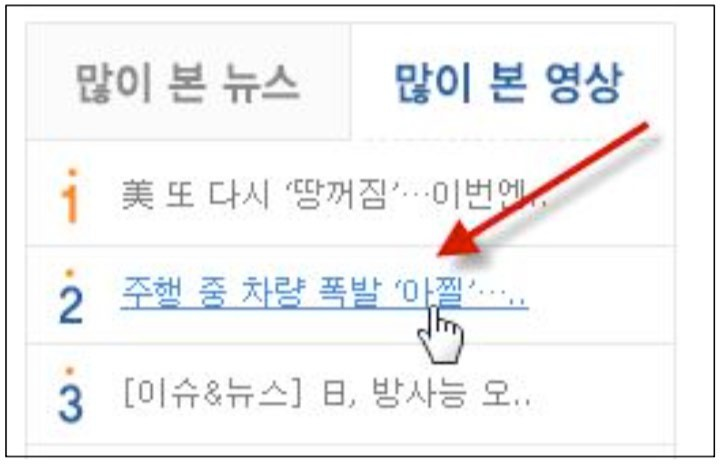 많이 본 뉴스 많이 본 영상
1 美 또 다시 ‘땅꺼짐’…이번엔..
2 주행 중 차량 폭발 ‘아찔’…..
3 [이슈&뉴스] 日, 방사능 오..